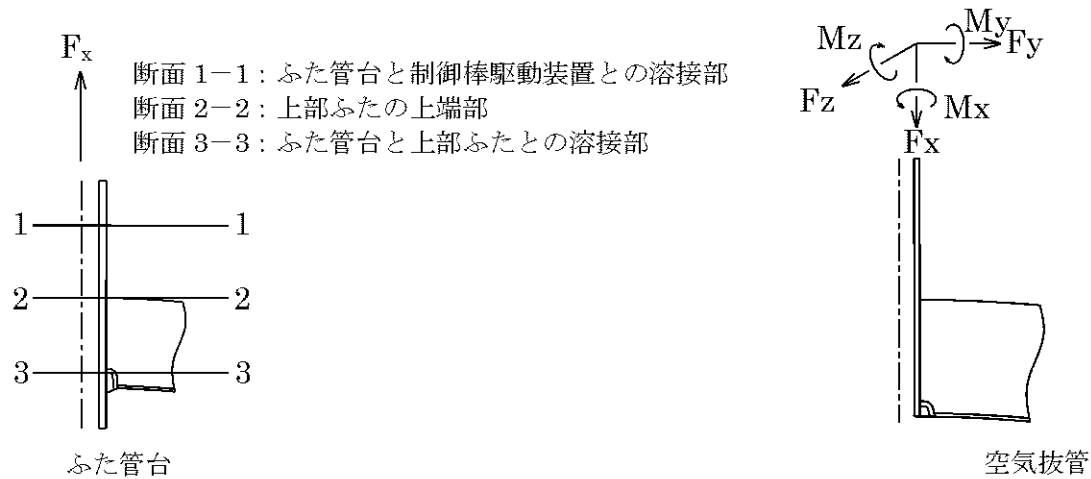 Fx
断面 1−1：ふた管台と制御棒駆動装置との溶接部
断面 2−2：上部ふたの上端部
断面 3−3：ふた管台と上部ふたとの溶接部
1 1
2 2
3 3
ふた管台
Mz
My
Fy
Fz
Mx
Fx
空気抜管